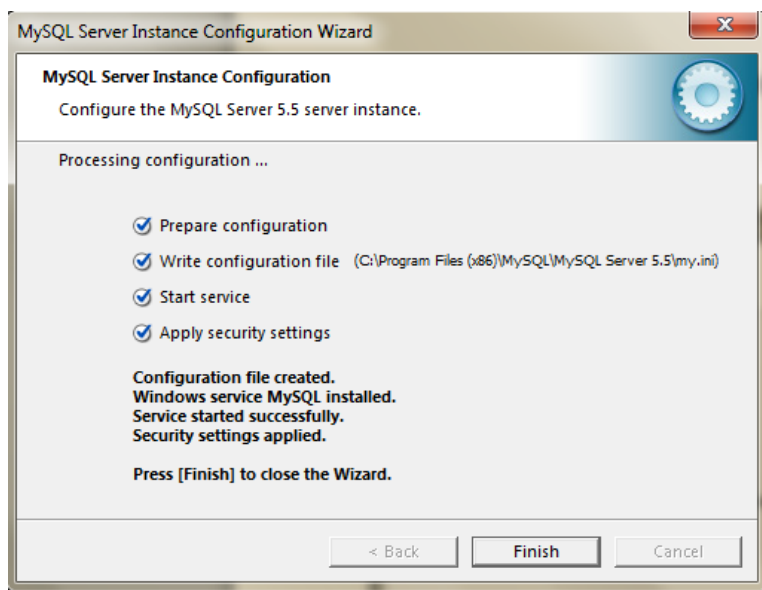 MySQL Server Instance Configuration Wizard
MySQL Server Instance Configuration
Configure the MySQL Server 5.5 server instance.
Processing configuration ...
Prepare configuration
Write configuration file (C:\Program Files (x86)\MySQL\MySQL Server 5.5\my.ini)
Start service
Apply security settings
Configuration file created.
Windows service MySQL installed.
Service started successfully.
Security settings applied.
Press [Finish] to close the Wizard.
< Back Finish Cancel